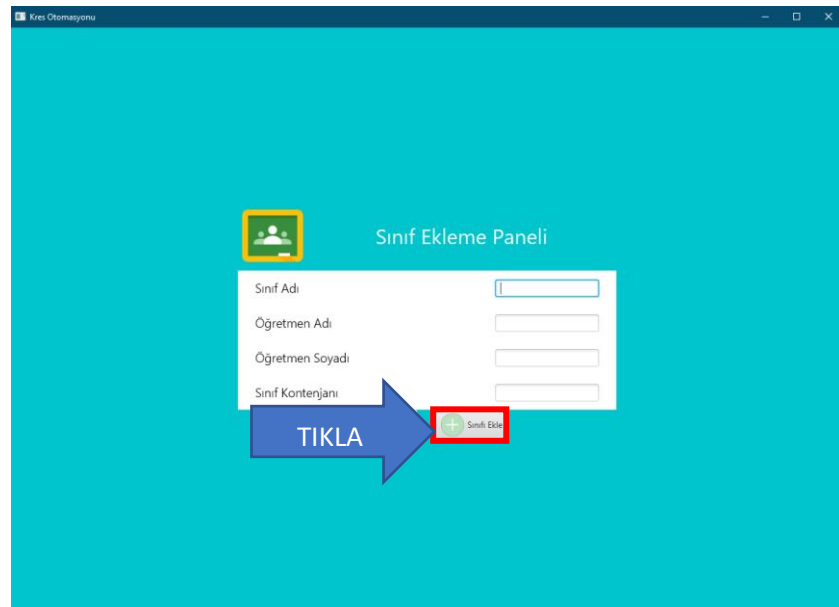 Kres Otomasyonu
Sınıf Ekleme Paneli
Sınıf Adı
Öğretmen Adı
Öğretmen Soyadı
Sınıf Kontenjanı
TIKLA
Sınıfı Ekle